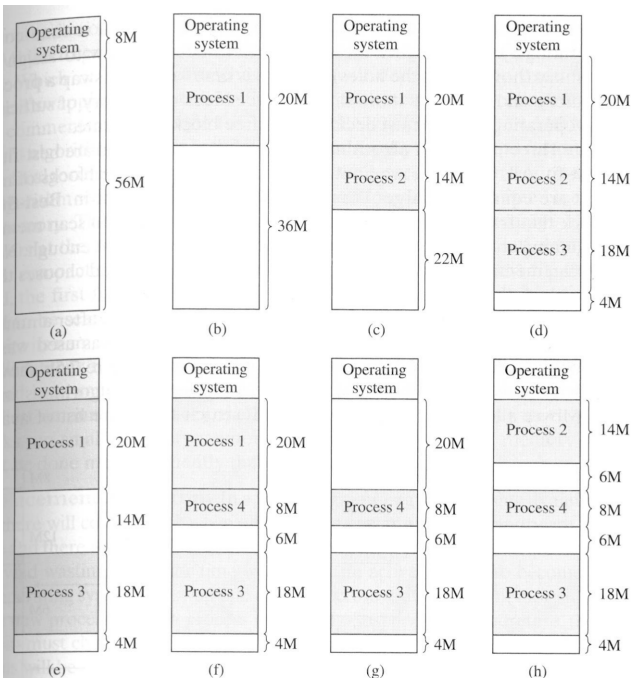 Operating
system
8M
56M
(a)
Operating
system
Process 1
20M
36M
(b)
Operating
system
Process 1
20M
Process 2
14M
22M
(c)
Operating
system
Process 1
20M
Process 2
14M
Process 3
18M
4M
(d)
Operating
system
Process 1
20M
14M
Process 3
18M
4M
(e)
Operating
system
Process 1
20M
Process 4
8M
6M
Process 3
18M
4M
(f)
Operating
system
20M
Process 4
8M
6M
Process 3
18M
4M
(g)
Operating
system
Process 2
14M
6M
Process 4
8M
6M
Process 3
18M
4M
(h)